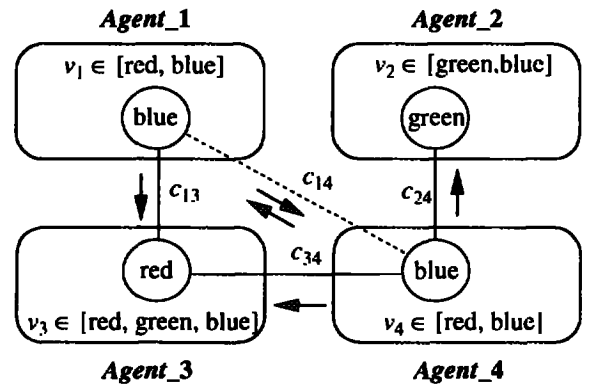 Agent_1 Agent_2
v1 ∈ [red, blue] v2 ∈ [green.blue]
blue green
c13 c14 c24
red c34 blue
v3 ∈ [red, green, blue] v4 ∈ [red, blue|
Agent_3 Agent_4